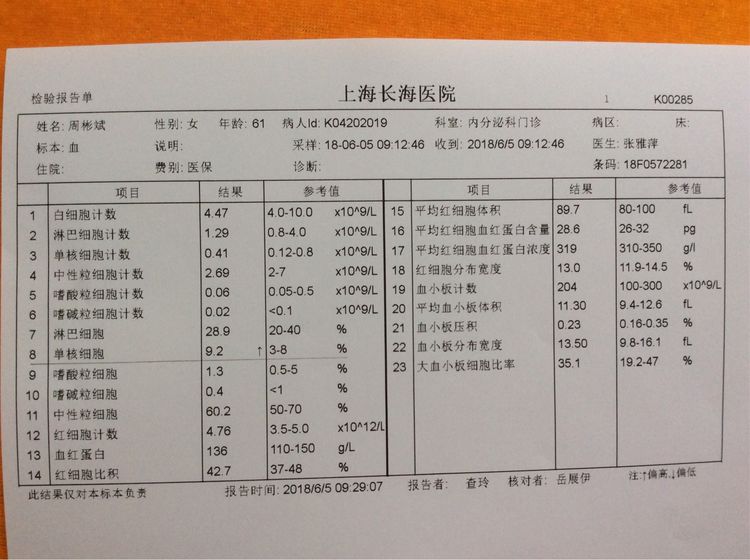 上海长海医院
检验报告单 1 K00285
姓名: 周彬斌 性别: 女 年龄: 61 病人Id: K04202019 科室: 内分泌科门诊 病区: 床:
标本: 血 说明: 采样: 18-06-05 09:12:46 收到: 2018/6/5 09:12:46 医生: 张雅萍
住院: 费别: 医保 诊断: 条码: 18F0572281
项目 结果 参考值 项目 结果 参考值
1 白细胞计数 4.47 4.0-10.0 x10^9/L 15 平均红细胞体积 89.7 80-100 fL
2 淋巴细胞计数 1.29 0.8-4.0 x10^9/L 16 平均红细胞血红蛋白含量 28.6 26-32 pg
3 单核细胞计数 0.41 0.12-0.8 x10^9/L 17 平均红细胞血红蛋白浓度 319 310-350 g/l
4 中性粒细胞计数 2.69 2-7 x10^9/L 18 红细胞分布宽度 13.0 11.9-14.5 %
5 嗜酸粒细胞计数 0.06 0.05-0.5 x10^9/L 19 血小板计数 204 100-300 x10^9/L
6 嗜碱粒细胞计数 0.02 <0.1 x10^9/L 20 平均血小板体积 11.30 9.4-12.6 fL
7 淋巴细胞 28.9 20-40 % 21 血小板压积 0.23 0.16-0.35 %
8 单核细胞 9.2 ↑ 3-8 % 22 血小板分布宽度 13.50 9.8-16.1 fL
9 嗜酸粒细胞 1.3 0.5-5 % 23 大血小板细胞比率 35.1 19.2-47 %
10 嗜碱粒细胞 0.4 <1 %
11 中性粒细胞 60.2 50-70 %
12 红细胞计数 4.76 3.5-5.0 x10^12/L
13 血红蛋白 136 110-150 g/L
14 红细胞比积 42.7 37-48 %
此结果仅对本标本负责 报告时间: 2018/6/5 09:29:07 报告者: 查玲 核对者: 岳展伊 注:↑偏高,↓偏低